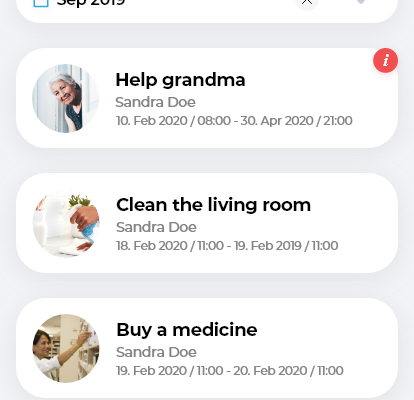 Sep 2019
i
Help grandma
Sandra Doe
10. Feb 2020 / 08:00 - 30. Apr 2020 / 21:00
Clean the living room
Sandra Doe
18. Feb 2020 / 11:00 - 19. Feb 2019 / 11:00
Buy a medicine
Sandra Doe
19. Feb 2020 / 11:00 - 20. Feb 2020 / 11:00